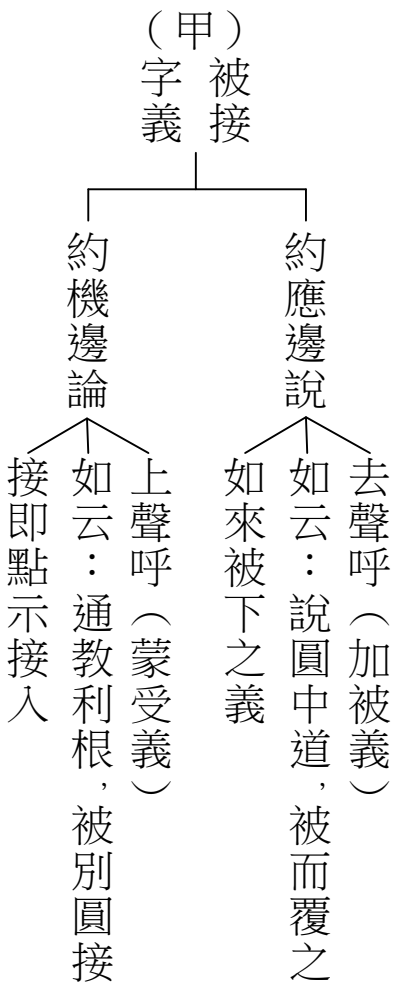 （甲）
被接
字義
約應邊說
去聲呼（加被義）
如云：說圓中道，被而覆之
如來被下之義
約機邊論
上聲呼（蒙受義）
如云：通教利根，被別圓接
接即點示接入